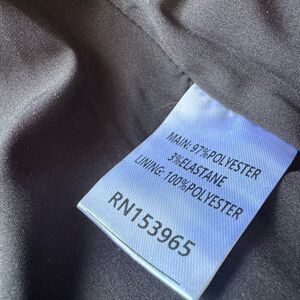 MAIN: 97%POLYESTER
3%ELASTANE
LINING: 100%POLYESTER
RN153965